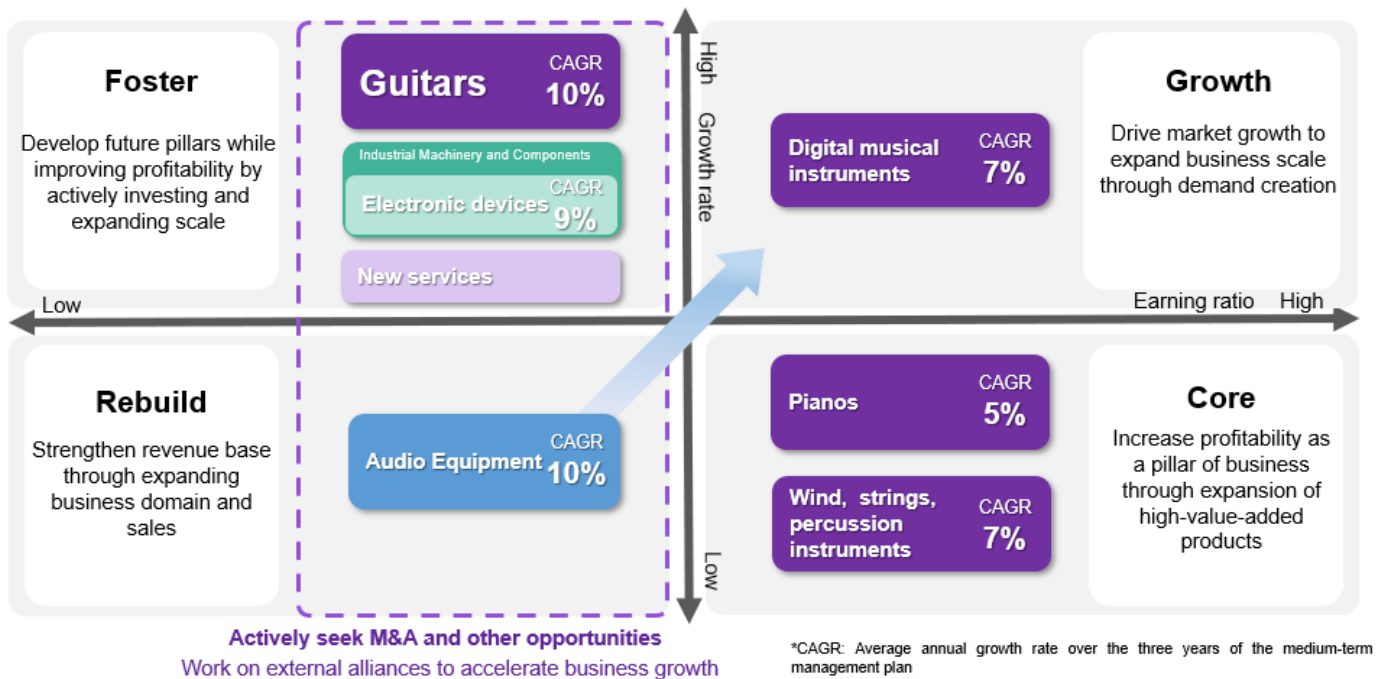 Foster
Develop future pillars while
improving profitability by
actively investing and
expanding scale
Guitars
CAGR
10%
Industrial Machinery and Components
Electronic devices
CAGR
9%
New services
High
Growth rate
Digital musical
instruments
CAGR
7%
Growth
Drive market growth to
expand business scale
through demand creation
Low
Earning ratio High
Rebuild
Strengthen revenue base
through expanding
business domain and
sales
Audio Equipment
CAGR
10%
Low
Pianos
CAGR
5%
Wind, strings,
percussion
instruments
CAGR
7%
Core
Increase profitability as
a pillar of business
through expansion of
high-value-added
products
Actively seek M&A and other opportunities
Work on external alliances to accelerate business growth
*CAGR: Average annual growth rate over the three years of the medium-term
management plan